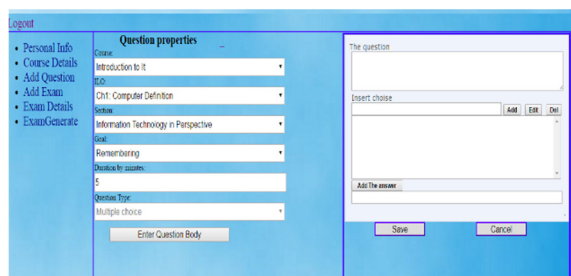 Logout
Personal Info
Course Details
Add Question
Add Exam
Exam Details
ExamGenerate
Question properties
Course:
Introduction to It
ILO:
Ch1: Computer Definition
Section:
Information Technology in Perspective
Goal:
Remembering
Duration by minutes:
5
Question Type:
Multiple choice
Enter Question Body
The question
Insert choise
Add Edit Del
Add The answer
Save Cancel